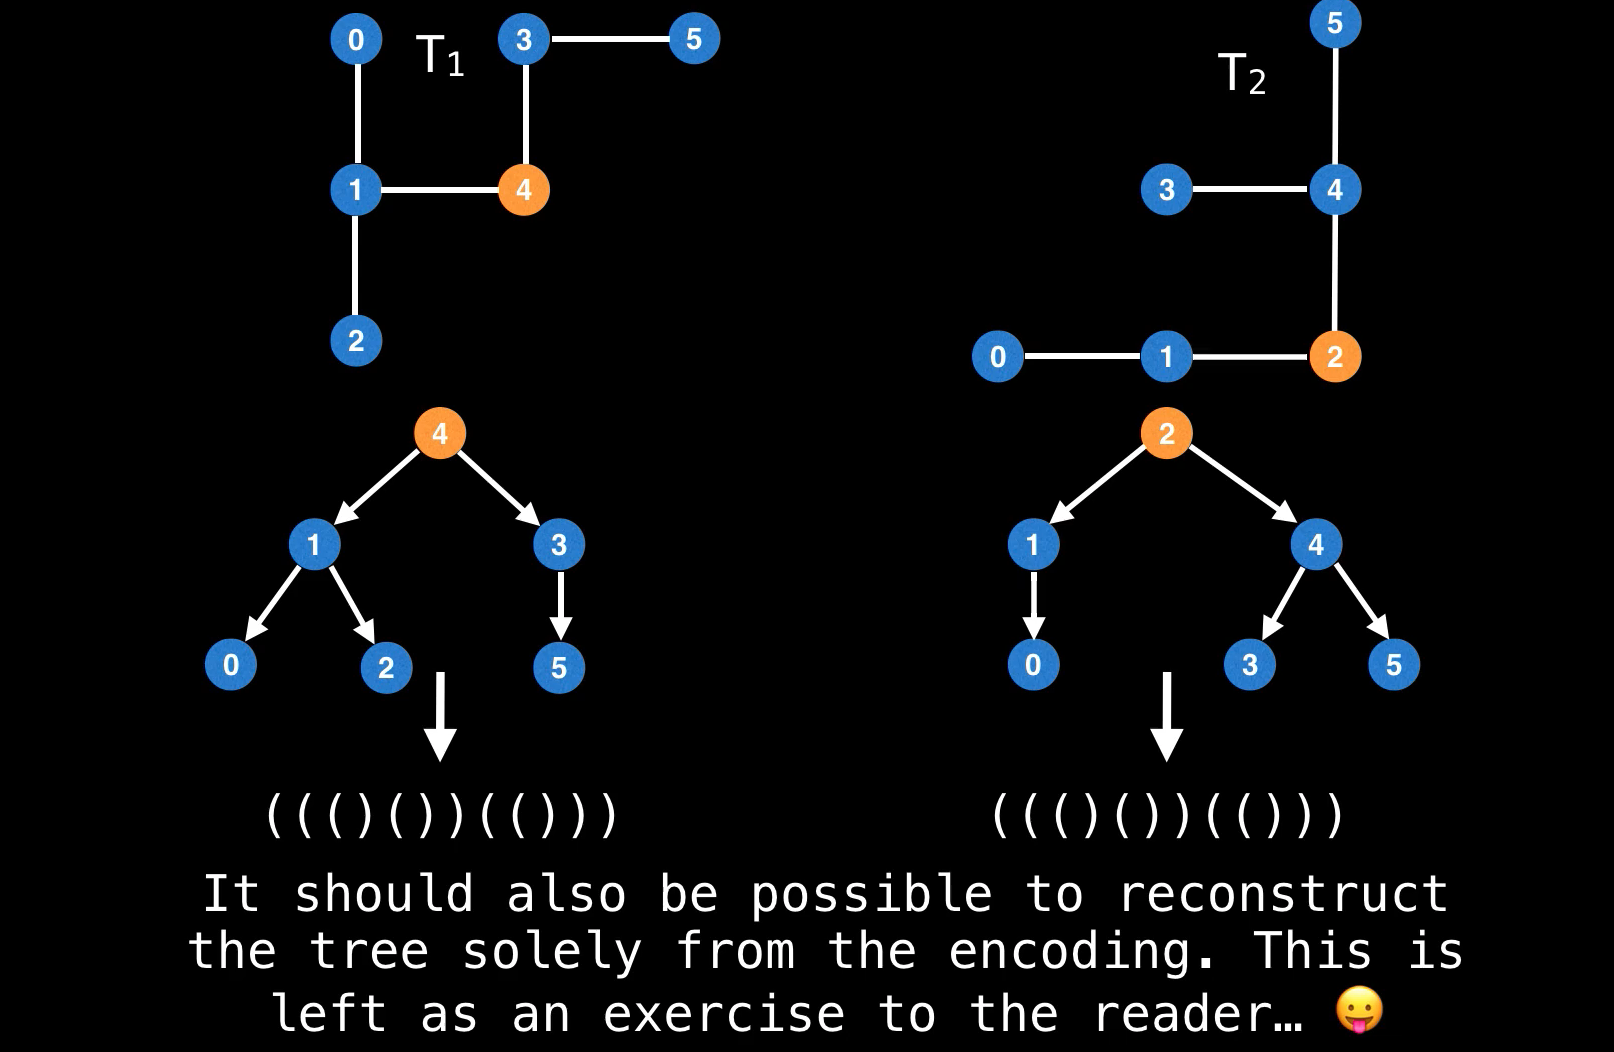 5
0 T₁ 3 5
T₂
1 4
3 4
2
0 1 2
4
2
1 3
1 4
0 2 5
0 3 5
((()())(()))
((()())(()))
It should also be possible to reconstruct
the tree solely from the encoding. This is
left as an exercise to the reader… 😛